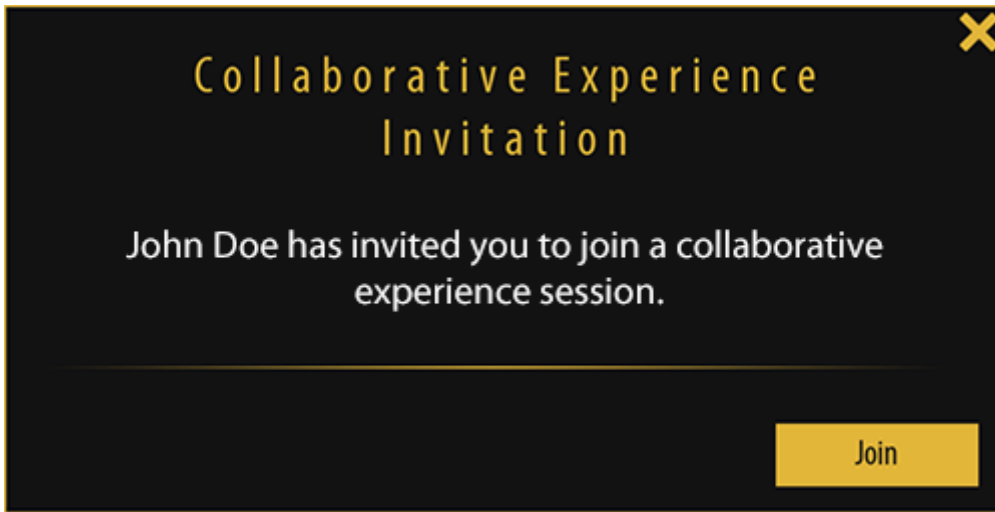 Collaborative Experience
Invitation
John Doe has invited you to join a collaborative
experience session.
Join